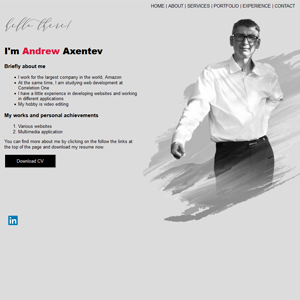 HOME | ABOUT | SERVICES | PORTFOLIO | EXPERIENCE | CONTACT
hello there!
I'm Andrew Axentev
Briefly about me
I work for the largest company in the world, Amazon
At the same time, I am studying web development at
Constletion One
I have a little experience in developing websites and working
in different applications
My hobby is video editing
My works and personal achievements
1. Various websites
2. Multimedia application
You can find more about me by clicking on the follow the links at
the top of the page and download my resume now
Download CV
in